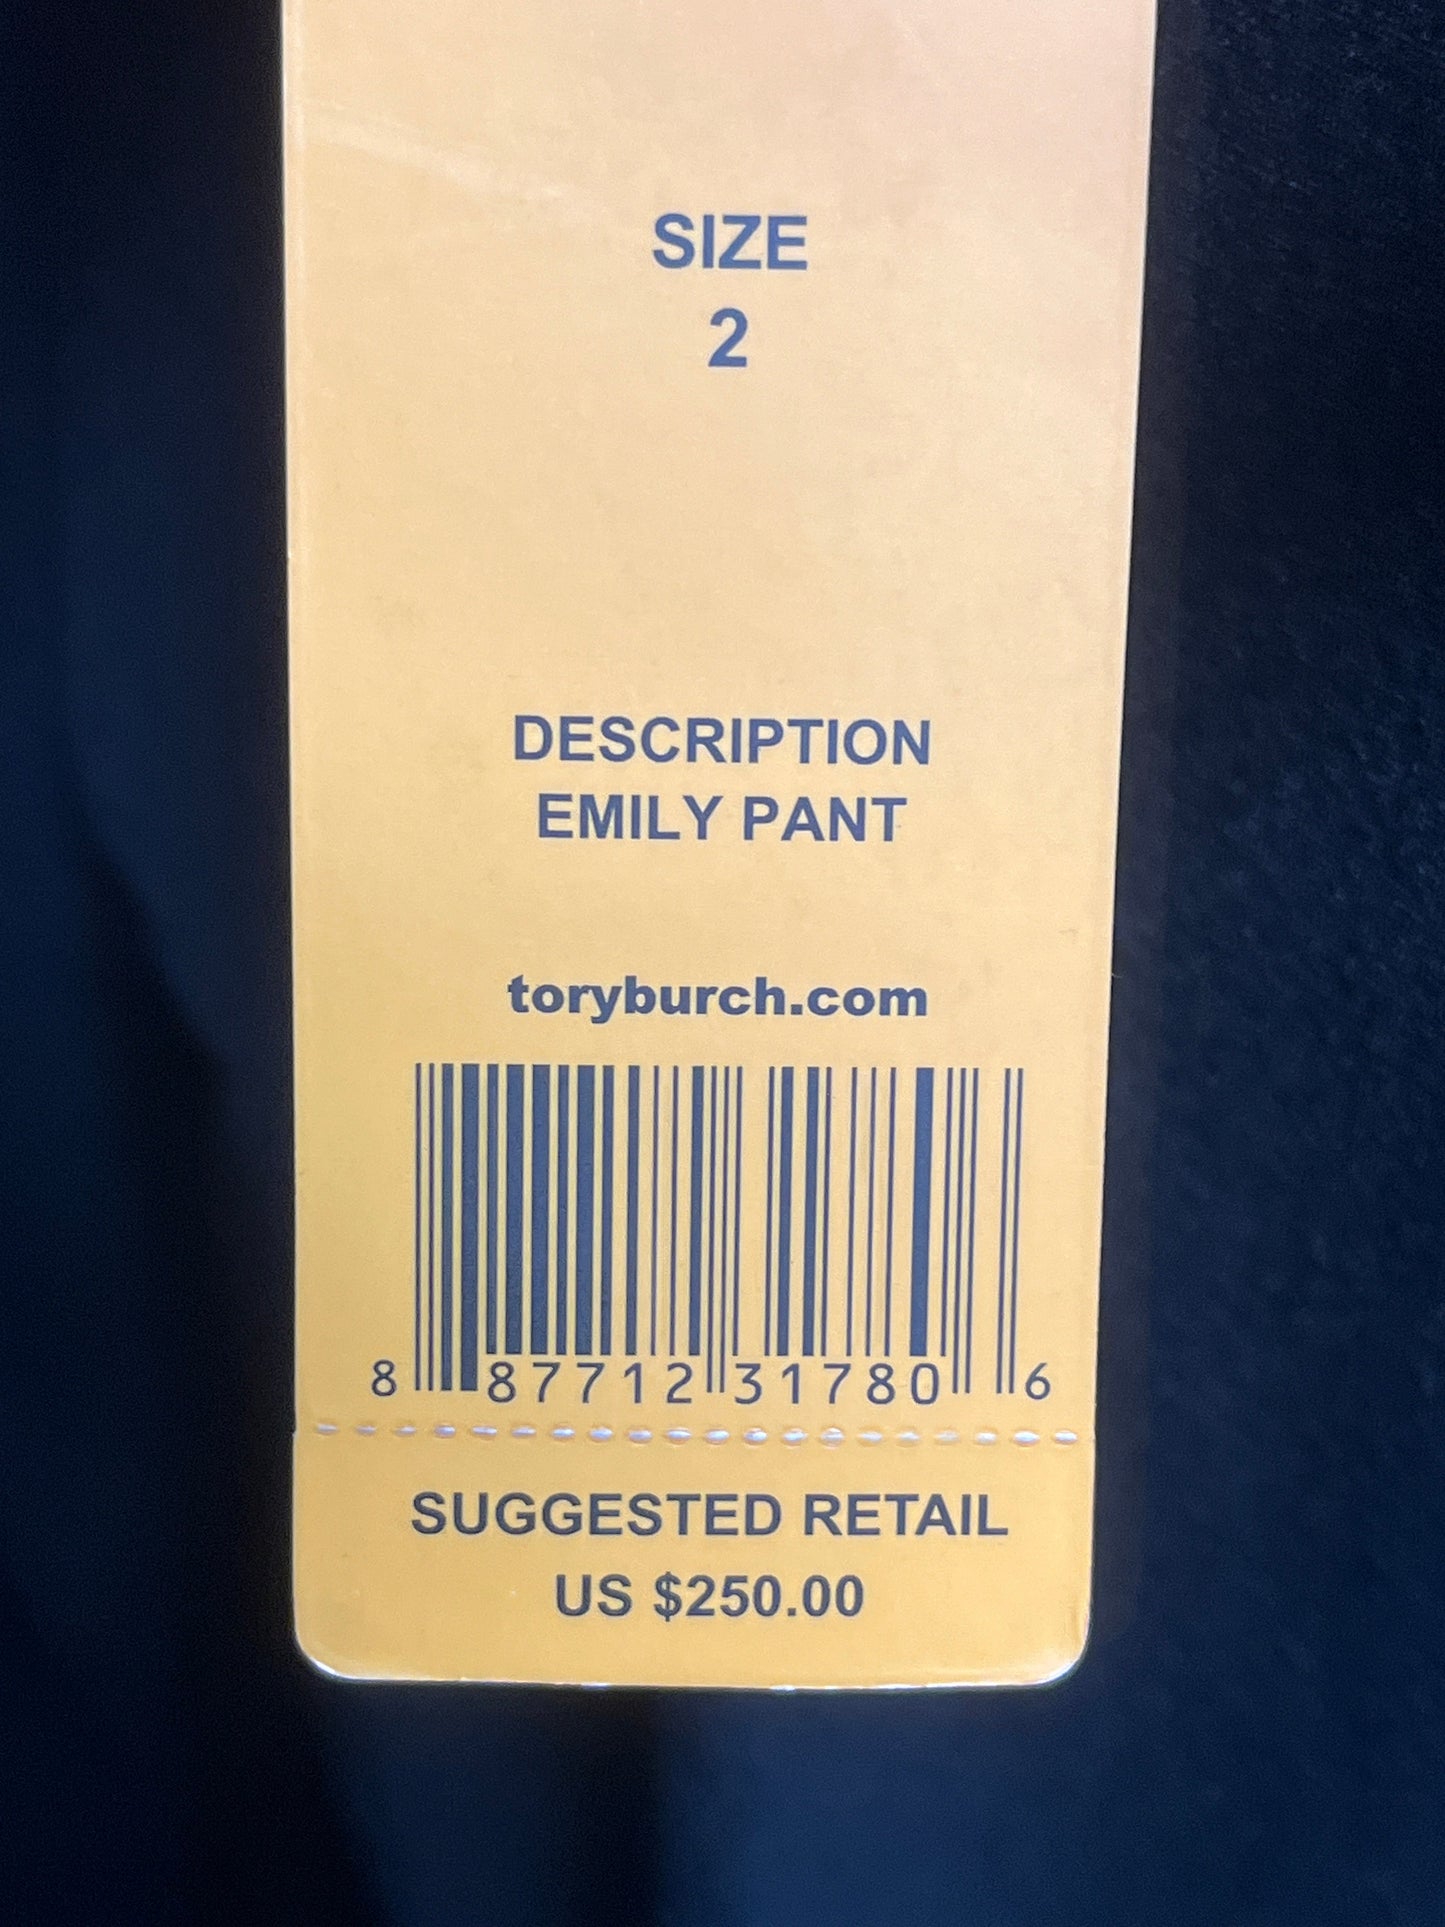 SIZE
2
DESCRIPTION
EMILY PANT
toryburch.com
8 87712 31780 6
SUGGESTED RETAIL
US $250.00